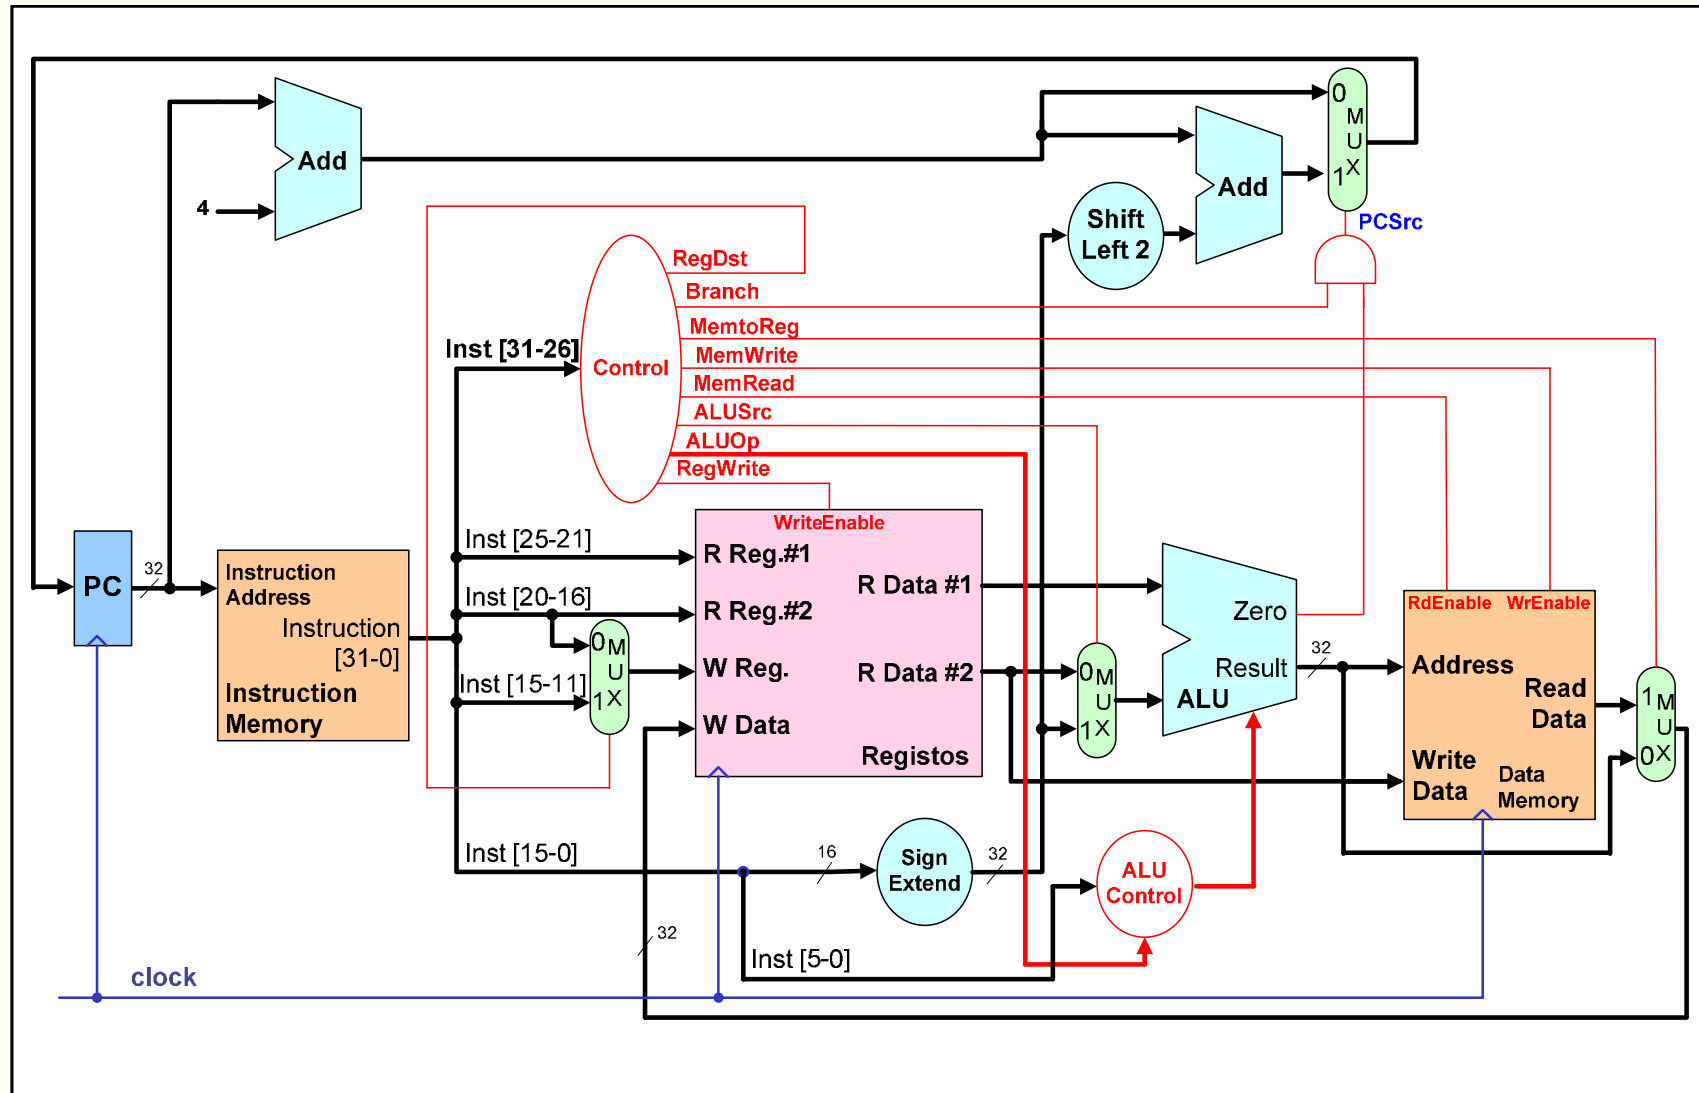 Add
4
0
M
U
X
1
PCSrc
Add
Shift
Left 2
RegDst
Branch
MemtoReg
MemWrite
MemRead
ALUSrc
ALUOp
RegWrite
Control
Inst [31-26]
PC
32
Instruction
Address
Instruction
[31-0]
Instruction
Memory
Inst [25-21]
Inst [20-16]
Inst [15-11]
0
M
U
X
1
WriteEnable
R Reg.#1
R Reg.#2
W Reg.
W Data
R Data #1
R Data #2
Registos
0
M
U
X
1
Zero
Result
ALU
32
RdEnable WrEnable
Address
Read
Data
Write
Data
Data
Memory
1
M
U
X
0
Inst [15-0]
16
Sign
Extend
32
ALU
Control
32
Inst [5-0]
clock